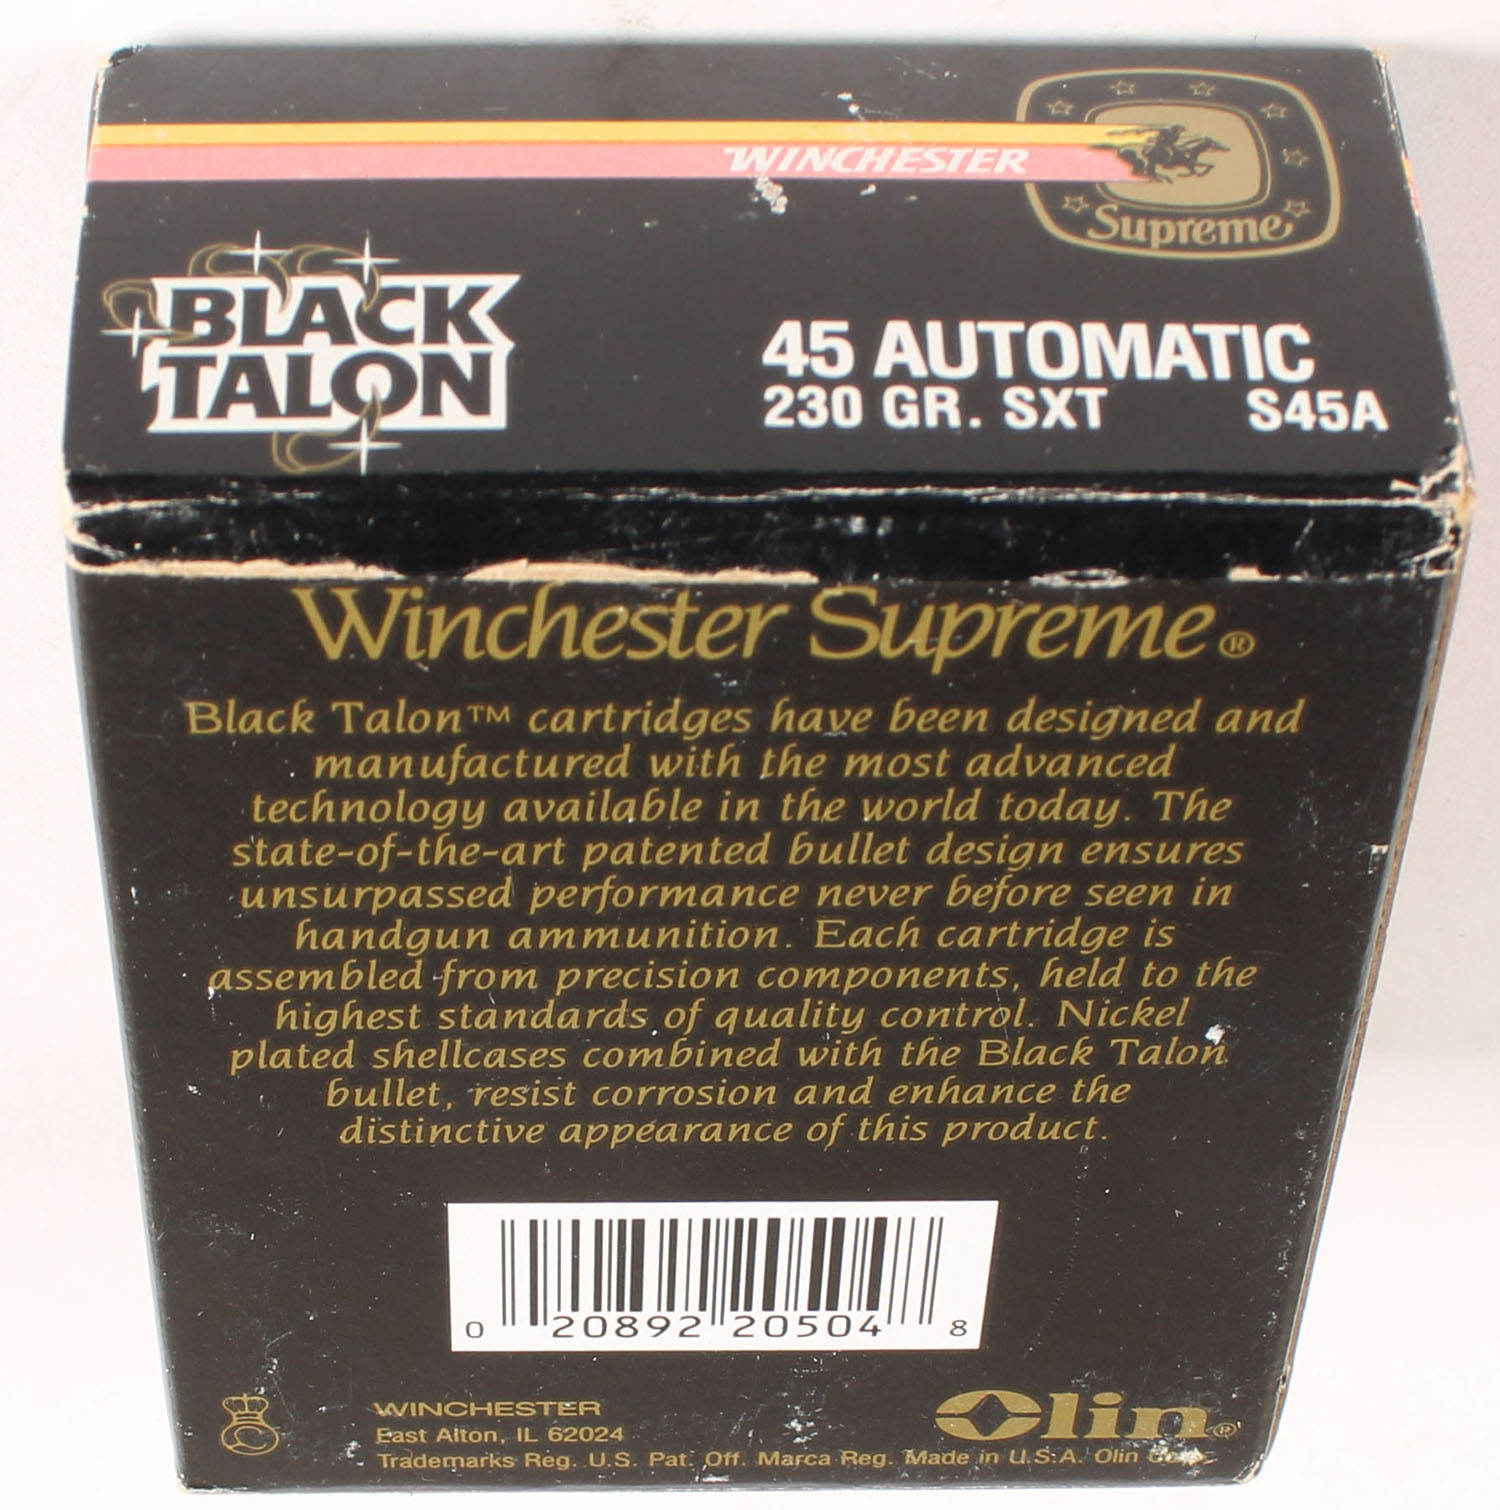 WINCHESTER
Supreme
BLACK
TALON
45 AUTOMATIC
230 GR. SXT S45A
Winchester Supreme®
Black Talon™ cartridges have been designed and
manufactured with the most advanced
technology available in the world today. The
state-of-the-art patented bullet design ensures
unsurpassed performance never before seen in
handgun ammunition. Each cartridge is
assembled from precision components, held to the
highest standards of quality control. Nickel
plated shellcases combined with the Black Talon
bullet, resist corrosion and enhance the
distinctive appearance of this product.
0 20892 20504 8
WINCHESTER
East Alton, IL 62024
Olin®
Trademarks Reg. U.S. Pat. Off. Marca Reg. Made in U.S.A. Olin